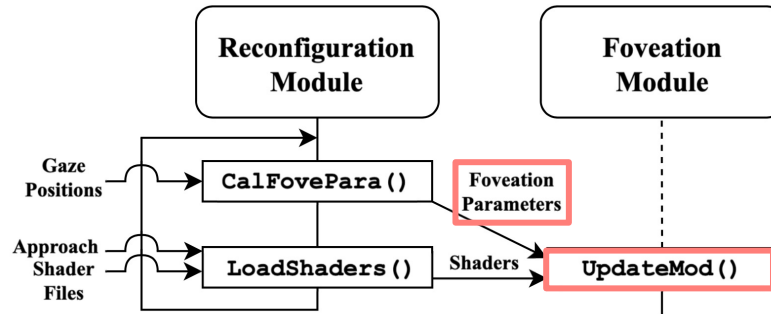 Reconfiguration
Module
Foveation
Module
Gaze
Positions
CalFovePara()
Foveation
Parameters
Approach
Shader
Files
LoadShaders()
Shaders
UpdateMod()